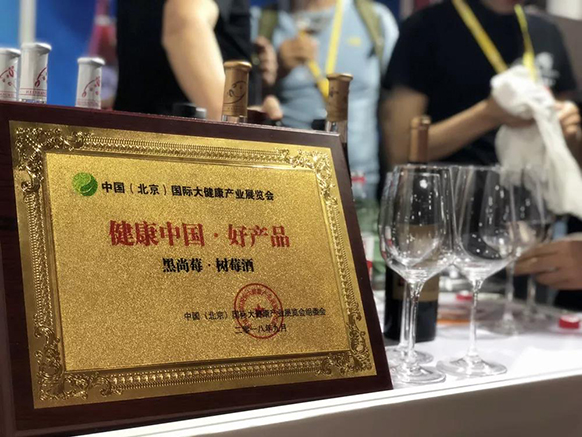 中国（北京）国际大健康产业展览会
健康中国·好产品
黑尚莓·树莓酒
中国（北京）国际大健康产业展览会组委会
二零一八年九月